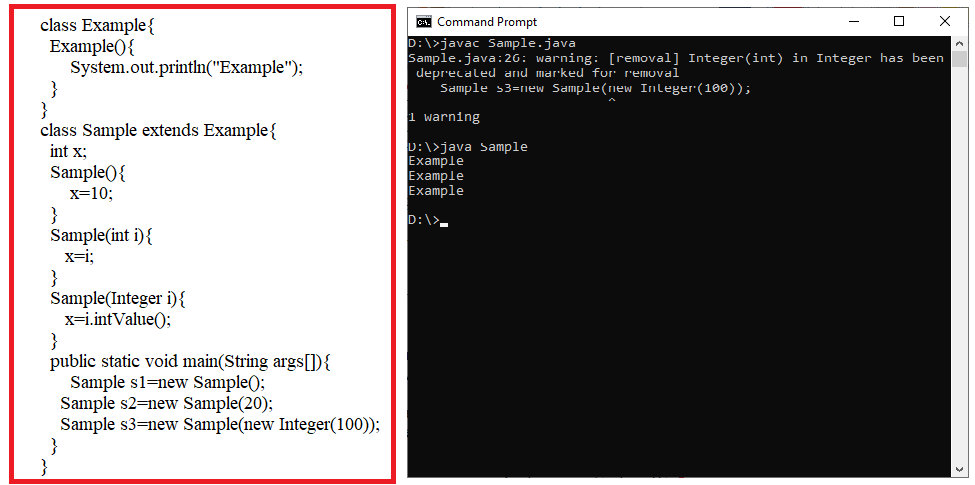 class Example{
Example(){
System.out.println("Example");
}
}
class Sample extends Example{
int x;
Sample(){
x=10;
}
Sample(int i){
x=i;
}
Sample(Integer i){
x=i.intValue();
}
public static void main(String args[]){
Sample s1=new Sample();
Sample s2=new Sample(20);
Sample s3=new Sample(new Integer(100));
}
}
Command Prompt
D:\>javac Sample.java
Sample.java:26: warning: [removal] Integer(int) in Integer has been
deprecated and marked for removal
Sample s3=new Sample(new Integer(100));
^
1 warning
D:\>java Sample
Example
Example
Example
D:\>